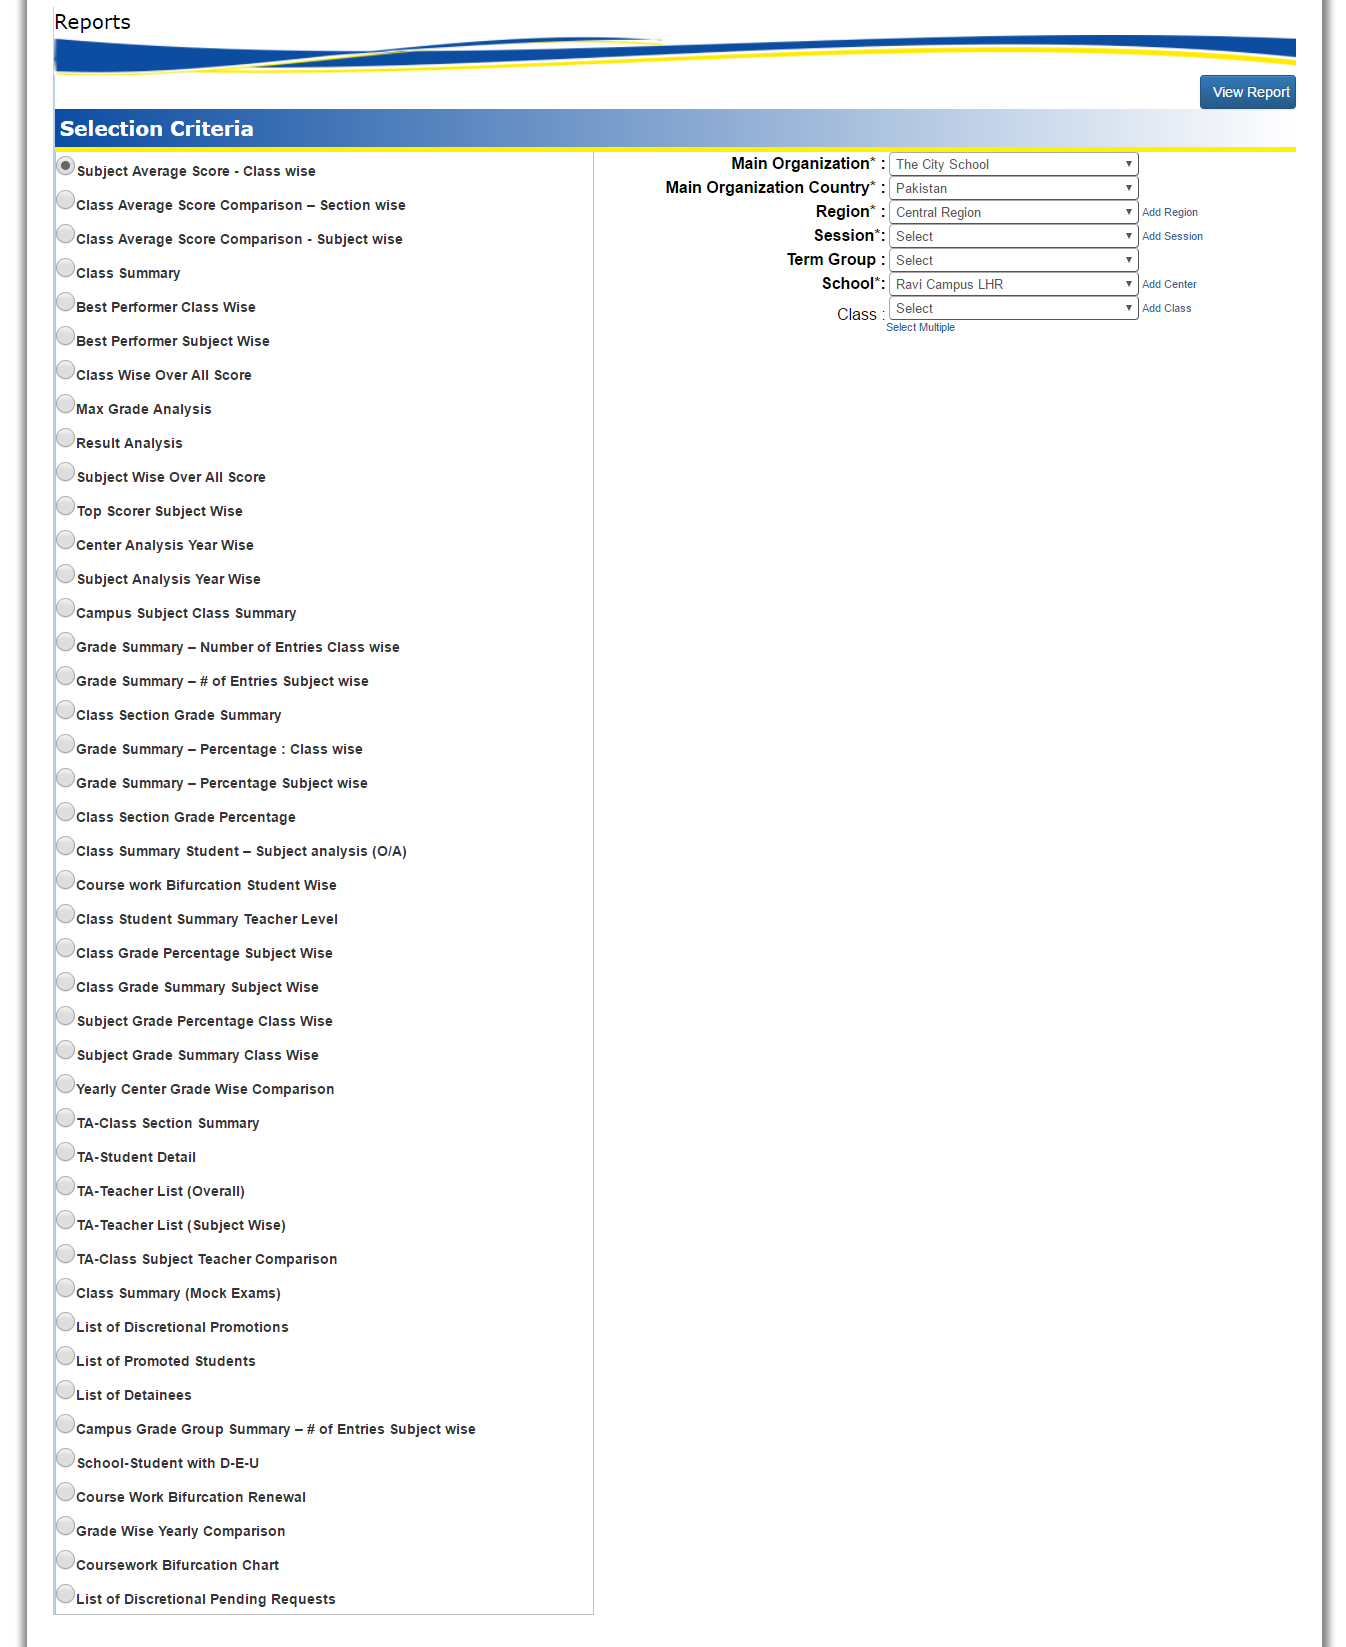 Reports
View Report
Selection Criteria
Subject Average Score - Class wise
Class Average Score Comparison – Section wise
Class Average Score Comparison - Subject wise
Class Summary
Best Performer Class Wise
Best Performer Subject Wise
Class Wise Over All Score
Max Grade Analysis
Result Analysis
Subject Wise Over All Score
Top Scorer Subject Wise
Center Analysis Year Wise
Subject Analysis Year Wise
Campus Subject Class Summary
Grade Summary – Number of Entries Class wise
Grade Summary – # of Entries Subject wise
Class Section Grade Summary
Grade Summary – Percentage : Class wise
Grade Summary – Percentage Subject wise
Class Section Grade Percentage
Class Summary Student – Subject analysis (O/A)
Course work Bifurcation Student Wise
Class Student Summary Teacher Level
Class Grade Percentage Subject Wise
Class Grade Summary Subject Wise
Subject Grade Percentage Class Wise
Subject Grade Summary Class Wise
Yearly Center Grade Wise Comparison
TA-Class Section Summary
TA-Student Detail
TA-Teacher List (Overall)
TA-Teacher List (Subject Wise)
TA-Class Subject Teacher Comparison
Class Summary (Mock Exams)
List of Discretional Promotions
List of Promoted Students
List of Detainees
Campus Grade Group Summary – # of Entries Subject wise
School-Student with D-E-U
Course Work Bifurcation Renewal
Grade Wise Yearly Comparison
Coursework Bifurcation Chart
List of Discretional Pending Requests
Main Organization* : The City School
Main Organization Country* : Pakistan
Region* : Central Region Add Region
Session*: Select Add Session
Term Group : Select
School*: Ravi Campus LHR Add Center
Class : Select Add Class
Select Multiple